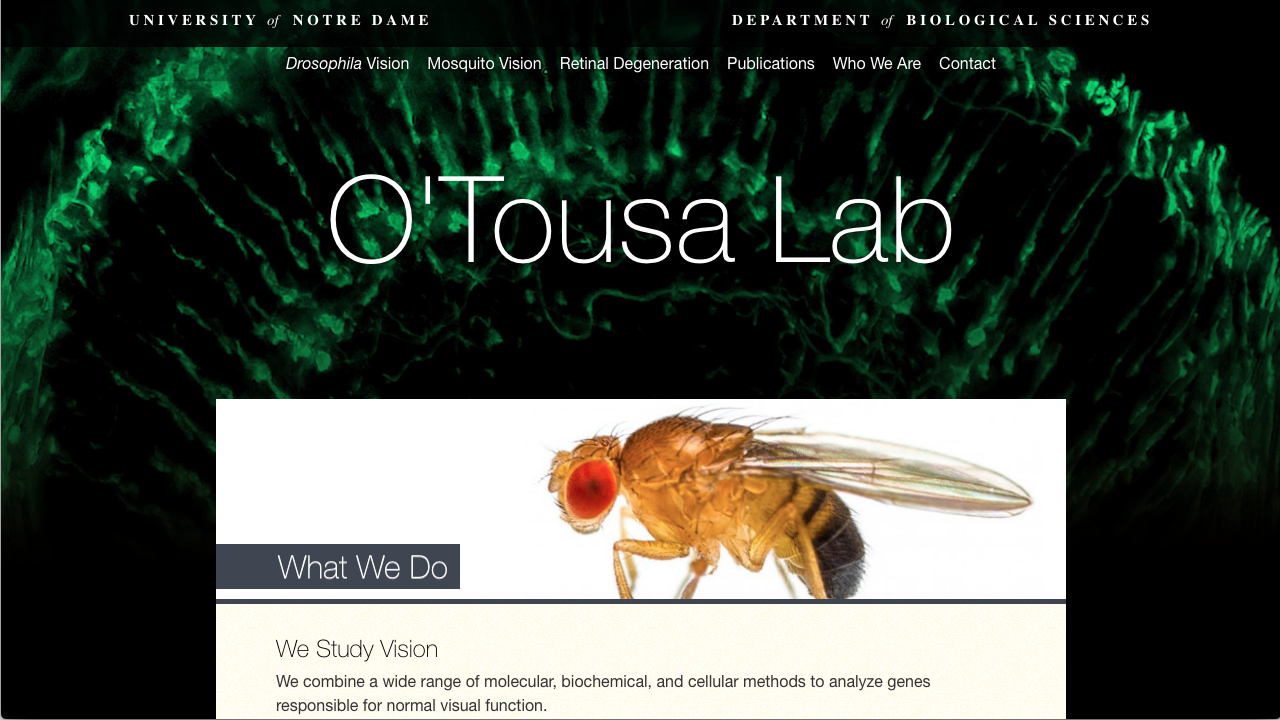 UNIVERSITY of NOTRE DAME
DEPARTMENT of BIOLOGICAL SCIENCES
Drosophila Vision Mosquito Vision Retinal Degeneration Publications Who We Are Contact
O'Tousa Lab
What We Do
We Study Vision
We combine a wide range of molecular, biochemical, and cellular methods to analyze genes
responsible for normal visual function.